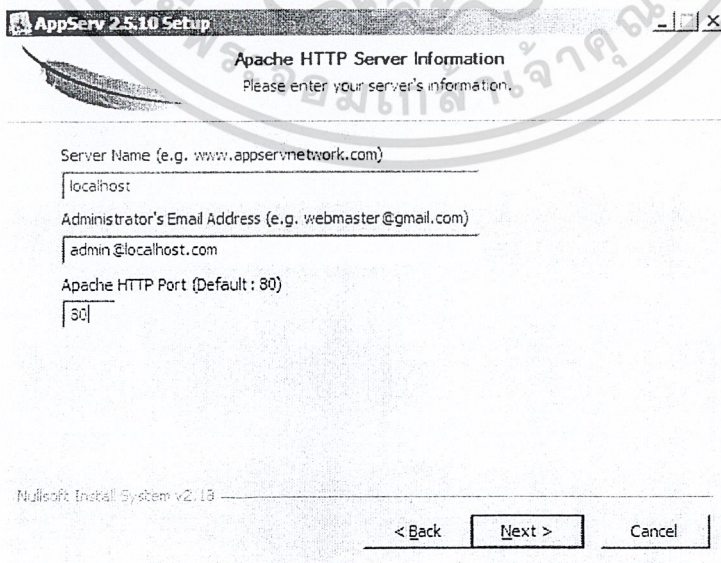 AppServ 2.5.10 Setup
Apache HTTP Server Information
Please enter your server's information.
Server Name (e.g. www.appservnetwork.com)
localhost
Administrator's Email Address (e.g. webmaster@gmail.com)
admin@localhost.com
Apache HTTP Port (Default : 80)
80
Nullsoft Install System v2.18
< Back
Next >
Cancel